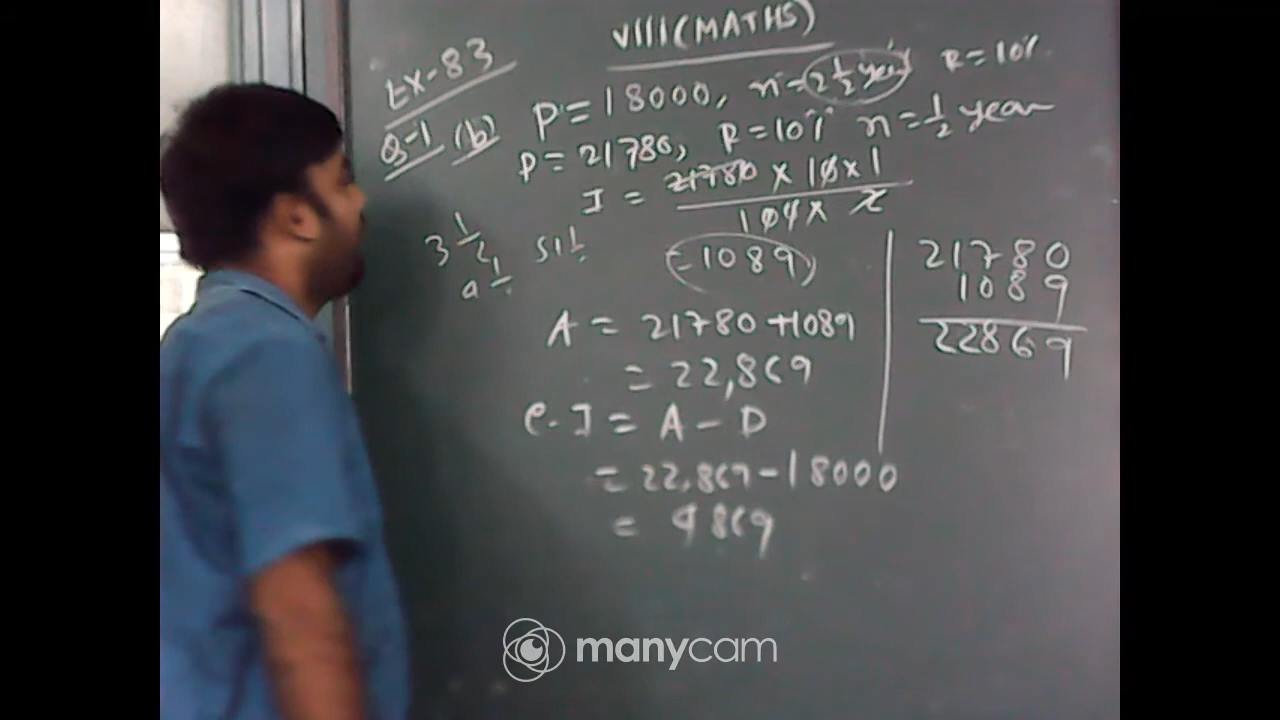 VIII (MATHS)
Ex-8.3
Q-1 (b) P = 18000, n = 2 1/2 year R = 10%
P = 21780, R = 10% n = 1/2 year
I = 21780 × 10 × 1
100 × 2
= 1089
3 1/2
A = 21780 + 1089
= 22,869
C.I = A - P
= 22,869 - 18000
= 4869
21780
1089
22869
manycam